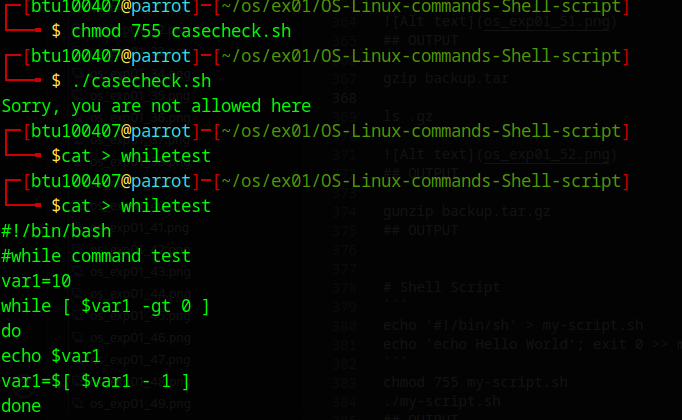 ┌─[btu100407@parrot]─[~/os/ex01/OS-Linux-commands-Shell-script]
└──╼ $ chmod 755 casecheck.sh
┌─[btu100407@parrot]─[~/os/ex01/OS-Linux-commands-Shell-script]
└──╼ $ ./casecheck.sh
Sorry, you are not allowed here
┌─[btu100407@parrot]─[~/os/ex01/OS-Linux-commands-Shell-script]
└──╼ $cat > whiletest
┌─[btu100407@parrot]─[~/os/ex01/OS-Linux-commands-Shell-script]
└──╼ $cat > whiletest
#!/bin/bash
#while command test
var1=10
while [ $var1 -gt 0 ]
do
echo $var1
var1=$[ $var1 - 1 ]
done
364 ![Alt text](os_exp01_51.png)
365 ## OUTPUT
367 gzip backup.tar
368
ls .gz
371 ![Alt text](os_exp01_52.png)
## OUTPUT
374 gunzip backup.tar.gz
375 ## OUTPUT
376
377
378 # Shell Script
379 ```
380 echo '#!/bin/sh' > my-script.sh
381 echo 'echo Hello World'; exit 0 >> m
382 ```
383 chmod 755 my-script.sh
384 ./my-script.sh
## OUTPUT
os_exp01_41.png
os_exp01_42.png
os_exp01_43.png
os_exp01_44.png
os_exp01_46.png
os_exp01_47.png
os_exp01_48.png
os_exp01_49.png